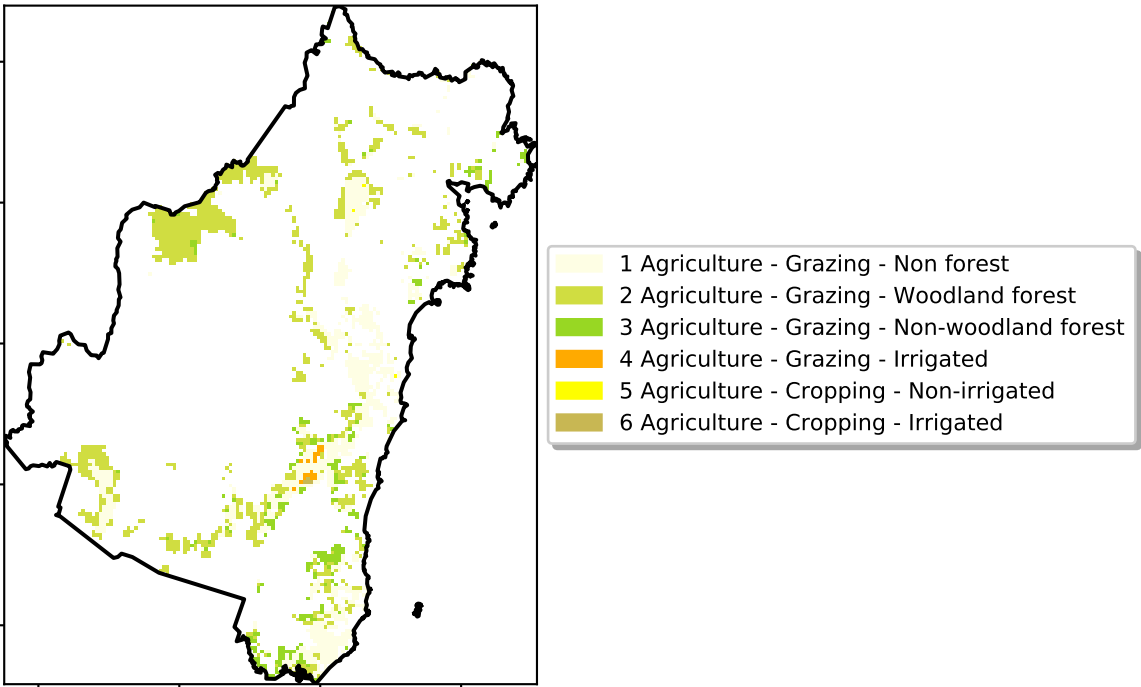 1 Agriculture - Grazing - Non forest
2 Agriculture - Grazing - Woodland forest
3 Agriculture - Grazing - Non-woodland forest
4 Agriculture - Grazing - Irrigated
5 Agriculture - Cropping - Non-irrigated
6 Agriculture - Cropping - Irrigated